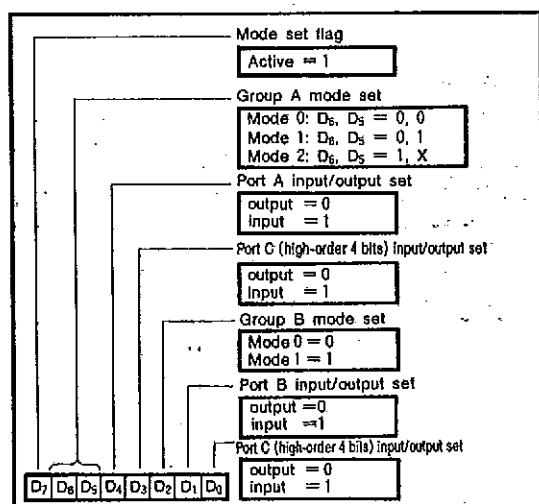 Mode set flag
Active = 1
Group A mode set
Mode 0: D₆, D₅ = 0, 0
Mode 1: D₆, D₅ = 0, 1
Mode 2: D₆, D₅ = 1, X
Port A input/output set
output = 0
input = 1
Port C (high-order 4 bits) input/output set
output = 0
input = 1
Group B mode set
Mode 0 = 0
Mode 1 = 1
Port B input/output set
output =0
input =1
Port C (high-order 4 bits) input/output set
output = 0
input = 1
D₇ D₆ D₅ D₄ D₃ D₂ D₁ D₀